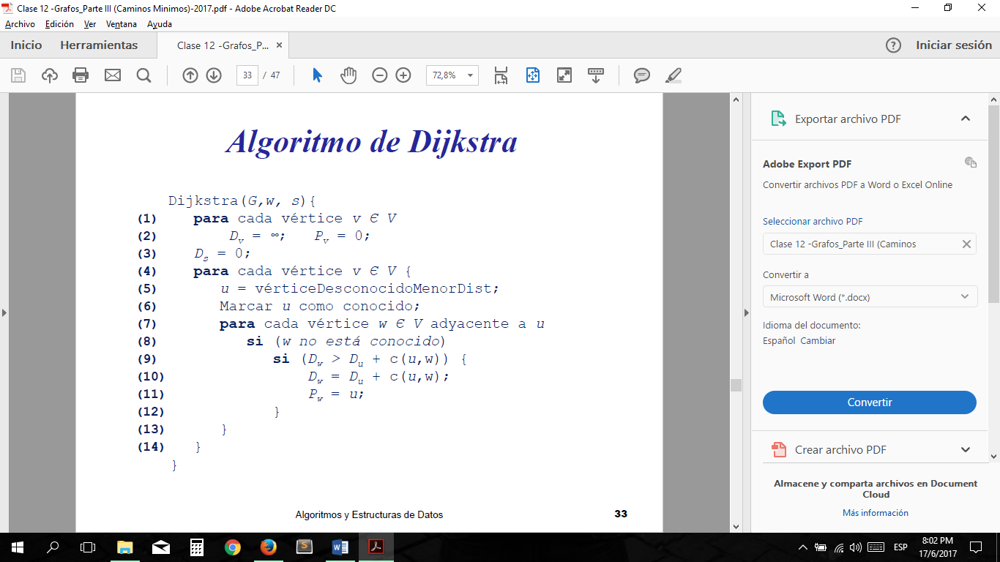 Clase 12 -Grafos_Parte III (Caminos Minimos)-2017.pdf - Adobe Acrobat Reader DC
Archivo Edición Ver Ventana Ayuda
Inicio Herramientas Clase 12 -Grafos_P... × ? Iniciar sesión
33 / 47 72,8%
Algoritmo de Dijkstra
Dijkstra(G,w, s){
(1) para cada vértice v Є V
(2) Dv = ∞; Pv = 0;
(3) Ds = 0;
(4) para cada vértice v Є V {
(5) u = vérticeDesconocidoMenorDist;
(6) Marcar u como conocido;
(7) para cada vértice w Є V adyacente a u
(8) si (w no está conocido)
(9) si (Dw > Du + c(u,w)) {
(10) Dw = Du + c(u,w);
(11) Pw = u;
(12) }
(13) }
(14) }
}
Algoritmos y Estructuras de Datos
33
Exportar archivo PDF
Adobe Export PDF
Convertir archivos PDF a Word o Excel Online
Seleccionar archivo PDF
Clase 12 -Grafos_Parte III (Caminos
Convertir a
Microsoft Word (*.docx)
Idioma del documento:
Español Cambiar
Convertir
Crear archivo PDF
Almacene y comparta archivos en Document
Cloud
Más información
ESP
8:02 PM
17/6/2017